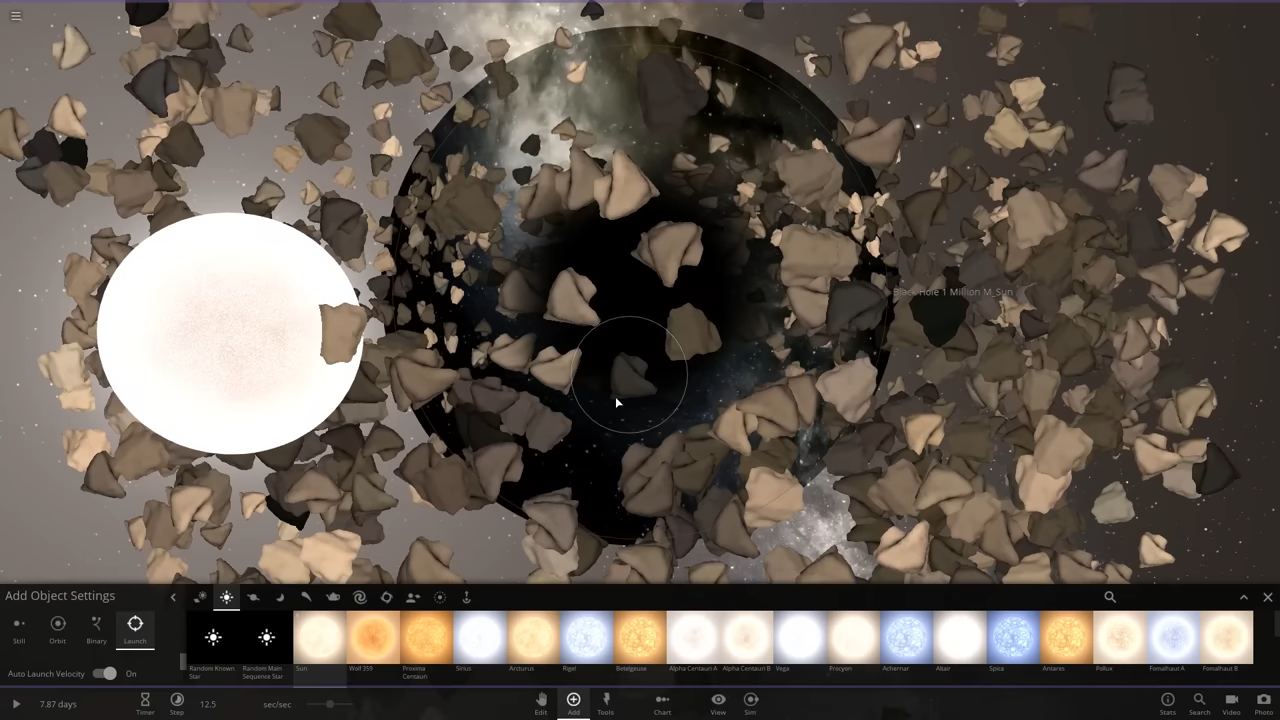 Black Hole 1 Million M_Sun
Add Object Settings
Still
Orbit
Binary
Launch
Auto Launch Velocity
On
Random Known Star
Random Main Sequence Star
Sun
Wolf 359
Proxima Centauri
Sirius
Arcturus
Rigel
Betelgeuse
Alpha Centauri A
Alpha Centauri B
Vega
Procyon
Achernar
Altair
Spica
Antares
Pollux
Fomalhaut A
Fomalhaut B
7.87 days
Timer
Step
12.5
sec/sec
Edit
Add
Tools
Chart
View
Sim
Stats
Search
Video
Photo